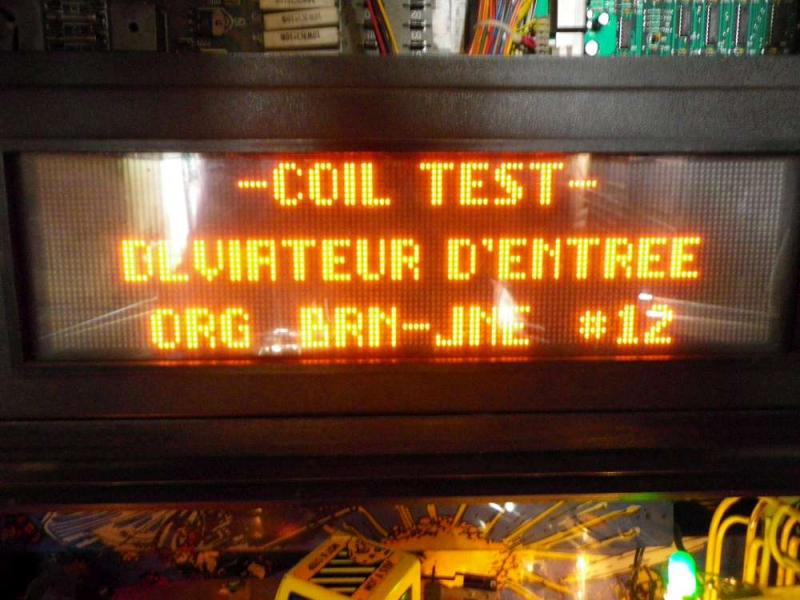 -COIL TEST-
DEVIATEUR D'ENTREE
ORG BRN-JNE #12